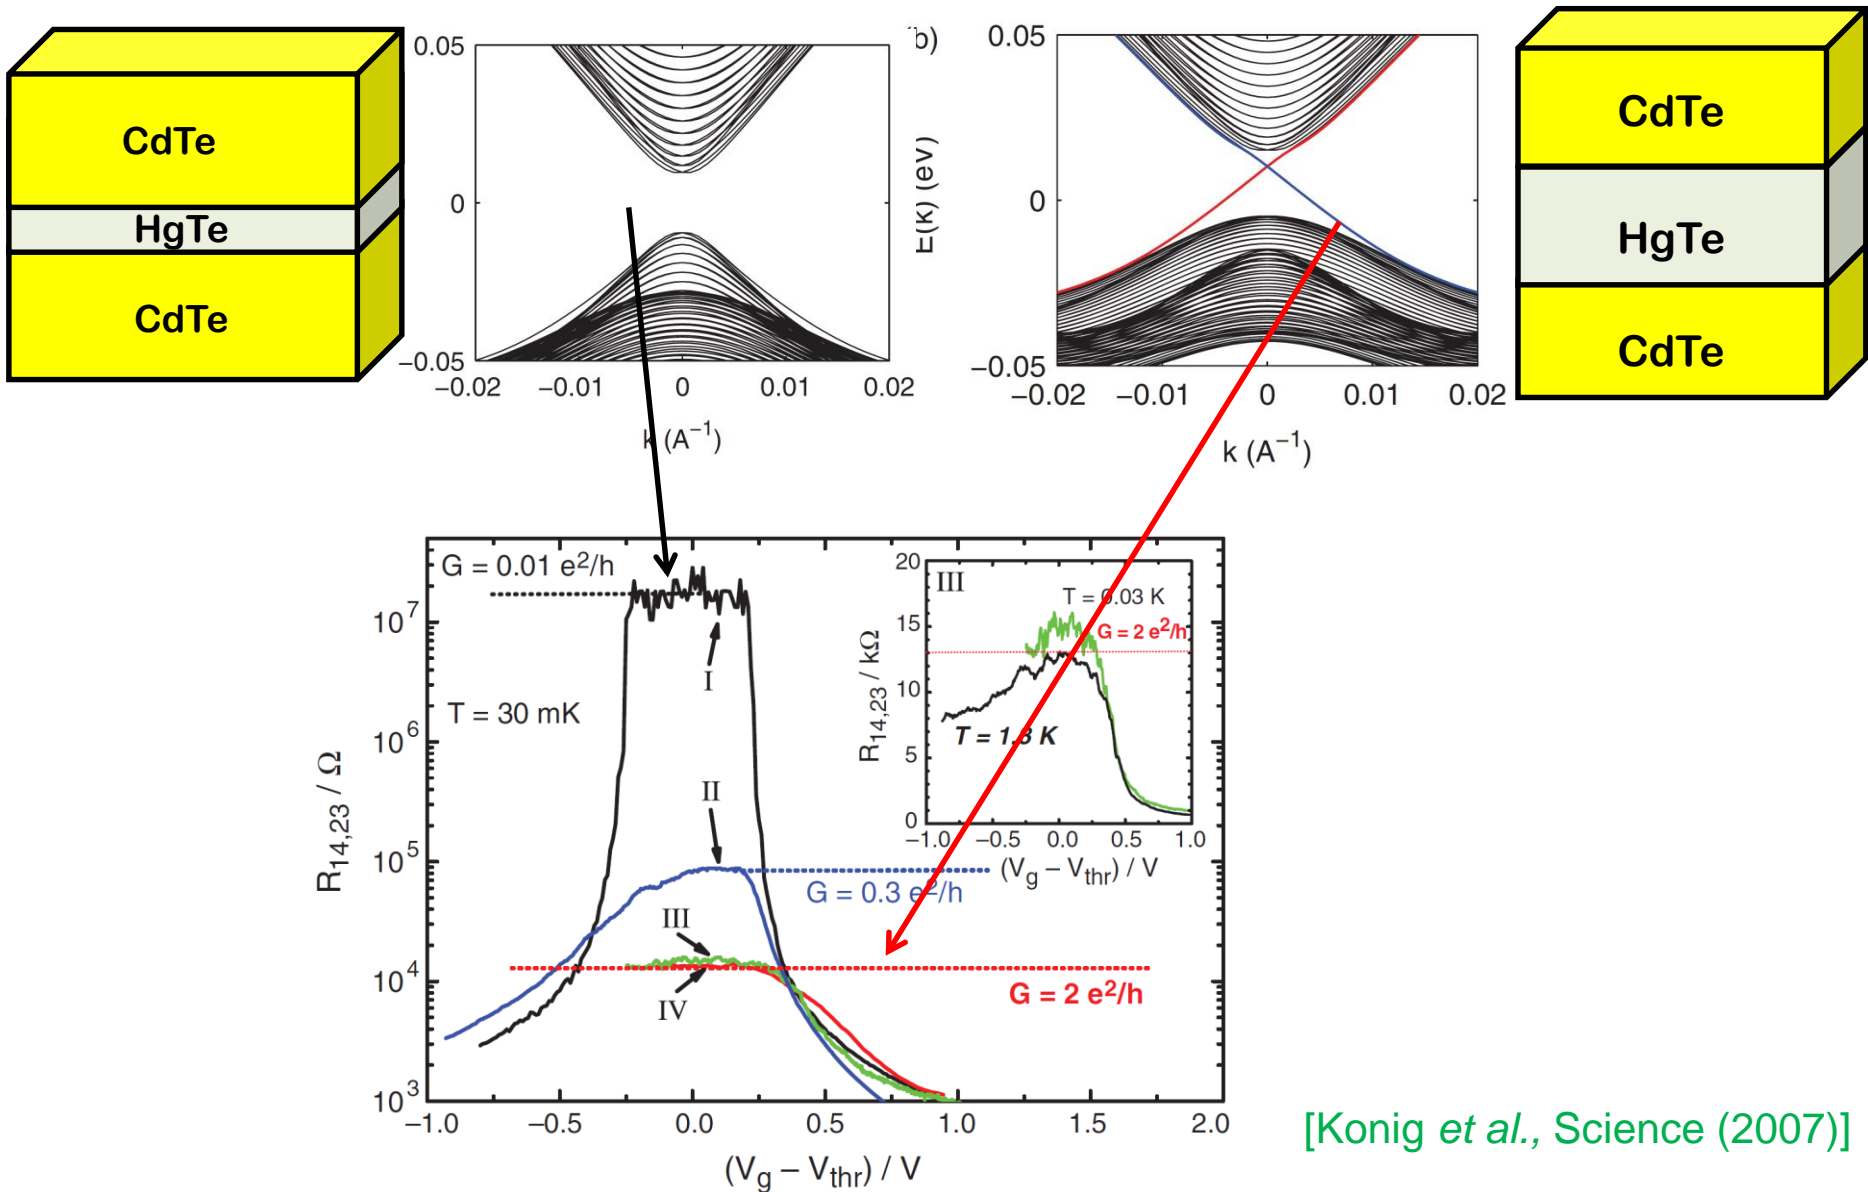 CdTe
HgTe
CdTe
0.05
0
−0.05
−0.02 −0.01 0 0.01 0.02
k (A⁻¹)
b)
0.05
0
−0.05
E(k) (eV)
−0.02 −0.01 0 0.01 0.02
k (A⁻¹)
CdTe
HgTe
CdTe
G = 0.01 e²/h
T = 30 mK
I
II
III
IV
G = 0.3 e²/h
G = 2 e²/h
10⁷
10⁶
10⁵
10⁴
10³
R₁₄,₂₃ / Ω
−1.0 −0.5 0.0 0.5 1.0 1.5 2.0
(V_g − V_thr) / V
III
T = 0.03 K
G = 2 e²/h
T = 1.8 K
20
15
10
5
0
R₁₄,₂₃ / kΩ
−1.0 −0.5 0.0 0.5 1.0
(V_g − V_thr) / V
[Konig et al., Science (2007)]